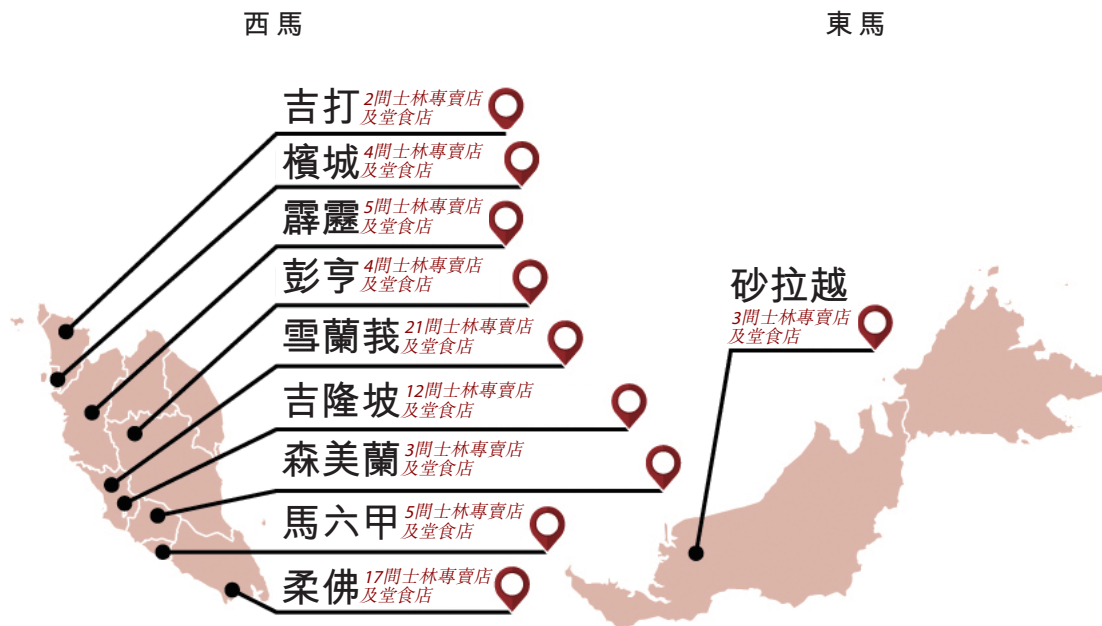 西馬
東馬
吉打
2間士林專賣店
及堂食店
檳城
4間士林專賣店
及堂食店
霹靂
5間士林專賣店
及堂食店
彭亨
4間士林專賣店
及堂食店
雪蘭莪
21間士林專賣店
及堂食店
吉隆坡
12間士林專賣店
及堂食店
森美蘭
3間士林專賣店
及堂食店
馬六甲
5間士林專賣店
及堂食店
柔佛
17間士林專賣店
及堂食店
砂拉越
3間士林專賣店
及堂食店